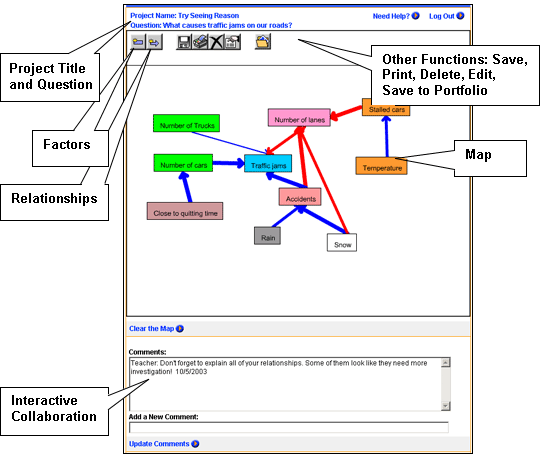 Project Name: Try Seeing Reason
Need Help?
Log Out
Question: What causes traffic jams on our roads?
Project Title
and Question
Other Functions: Save,
Print, Delete, Edit,
Save to Portfolio
Factors
Relationships
Map
Stalled cars
Number of lanes
Number of Trucks
Number of cars
Traffic jams
Temperature
Accidents
Close to quitting time
Rain
Snow
Clear the Map
Comments:
Teacher: Don't forget to explain all of your relationships. Some of them look like they need more
investigation! 10/5/2003
Interactive
Collaboration
Add a New Comment:
Update Comments